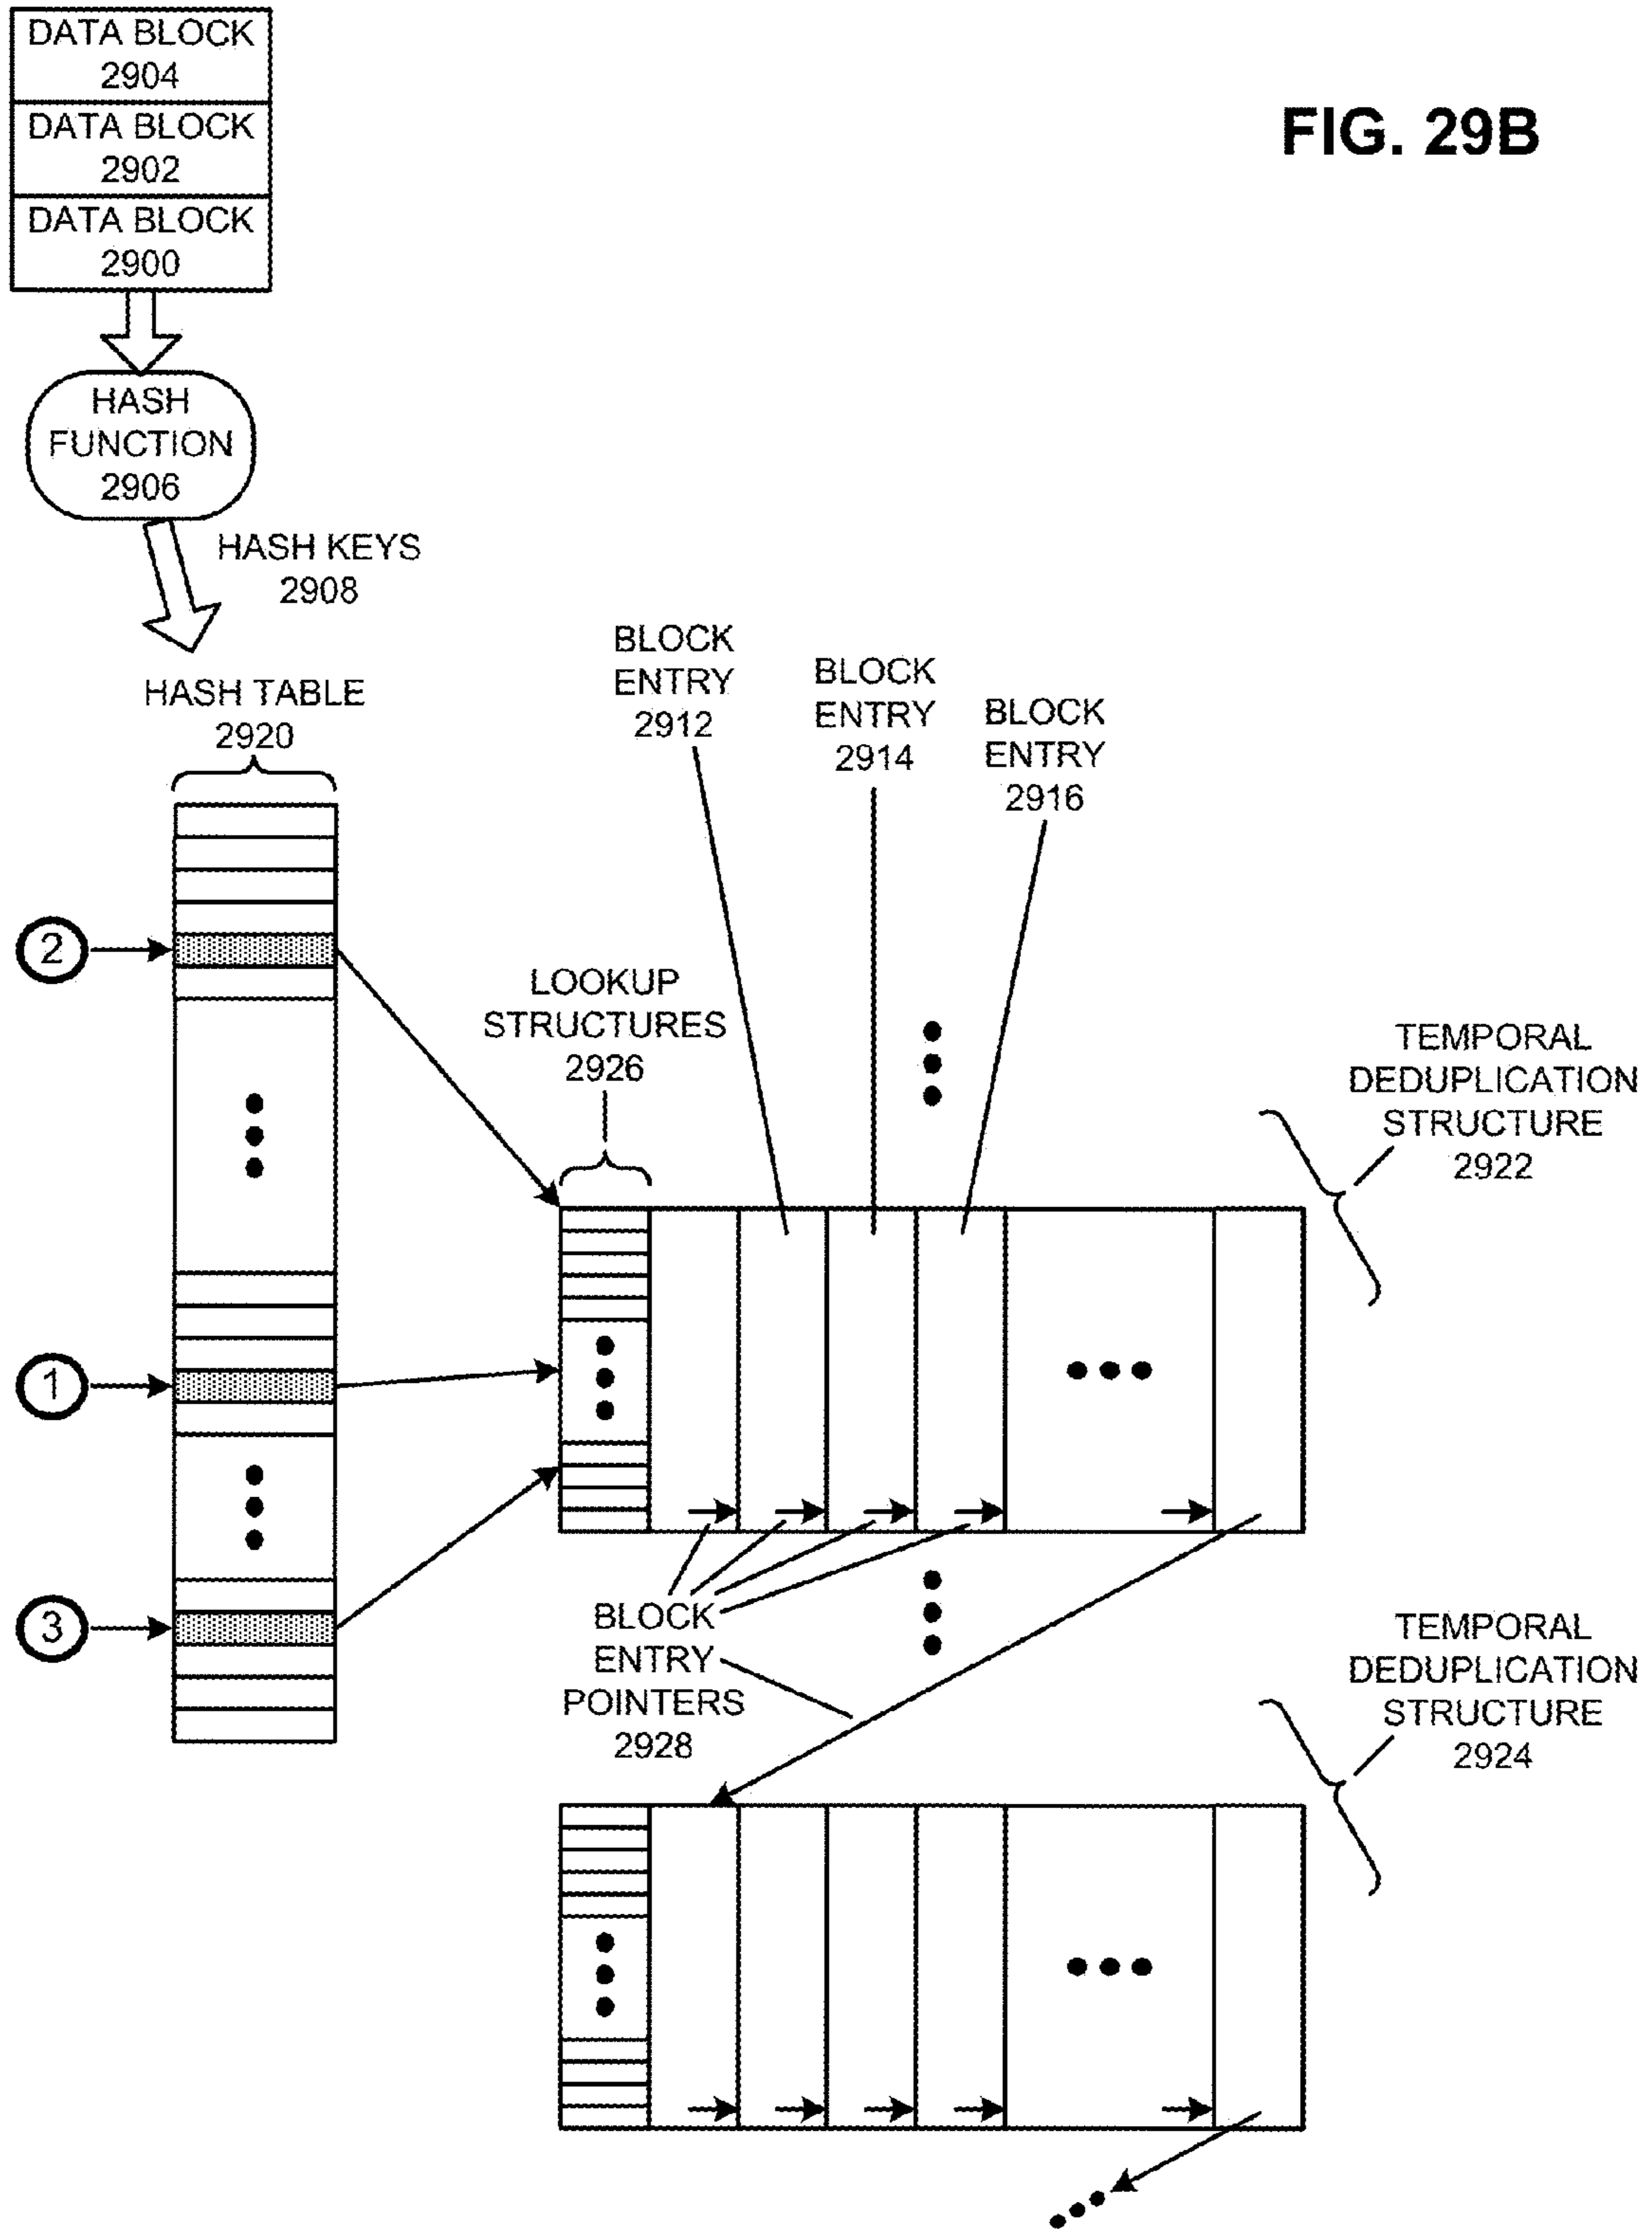 DATA BLOCK
2904
DATA BLOCK
2902
DATA BLOCK
2900
FIG. 29B
HASH
FUNCTION
2906
HASH KEYS
2908
HASH TABLE
2920
BLOCK
ENTRY
2912
BLOCK
ENTRY
2914
BLOCK
ENTRY
2916
2
LOOKUP
STRUCTURES
2926
TEMPORAL
DEDUPLICATION
STRUCTURE
2922
1
3
BLOCK
ENTRY
POINTERS
2928
TEMPORAL
DEDUPLICATION
STRUCTURE
2924